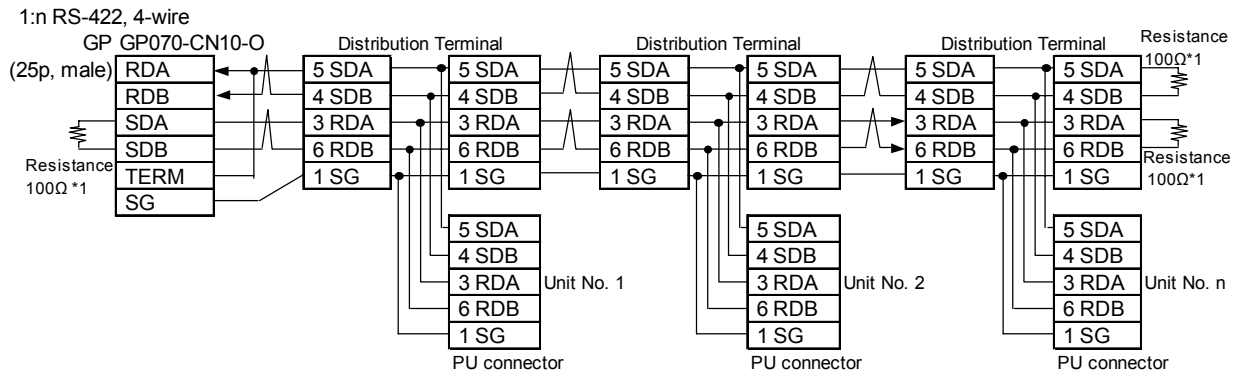 1:n RS-422, 4-wire
GP GP070-CN10-O
(25p, male)
RDA
RDB
SDA
SDB
TERM
SG
Resistance
100Ω *1
Distribution Terminal
5 SDA
4 SDB
3 RDA
6 RDB
1 SG
5 SDA
4 SDB
3 RDA
6 RDB
1 SG
5 SDA
4 SDB
3 RDA
6 RDB
1 SG
Unit No. 1
PU connector
Distribution Terminal
5 SDA
4 SDB
3 RDA
6 RDB
1 SG
5 SDA
4 SDB
3 RDA
6 RDB
1 SG
5 SDA
4 SDB
3 RDA
6 RDB
1 SG
Unit No. 2
PU connector
Distribution Terminal
5 SDA
4 SDB
3 RDA
6 RDB
1 SG
5 SDA
4 SDB
3 RDA
6 RDB
1 SG
Resistance
100Ω*1
Resistance
100Ω*1
5 SDA
4 SDB
3 RDA
6 RDB
1 SG
Unit No. n
PU connector